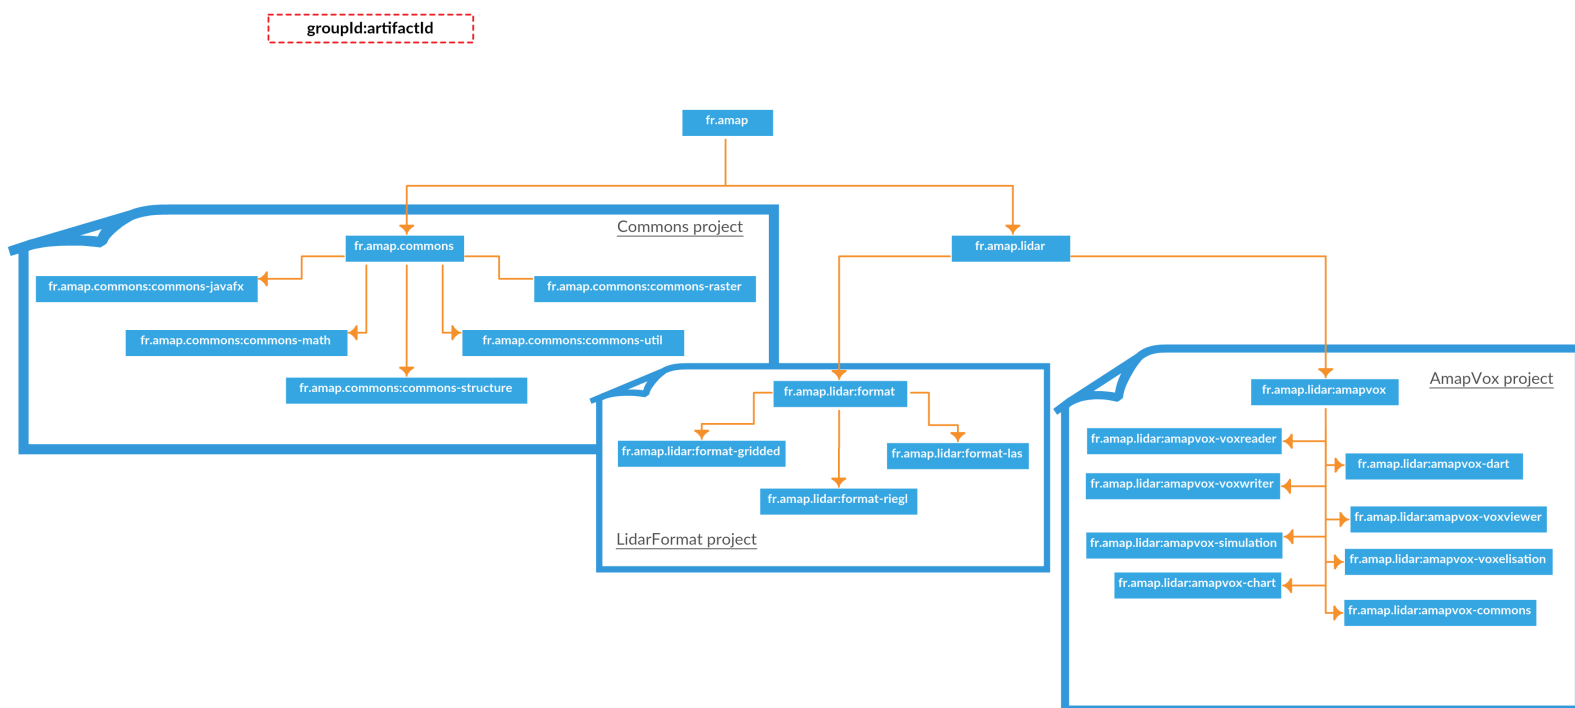 groupId:artifactId
fr.amap
Commons project
fr.amap.commons
fr.amap.lidar
fr.amap.commons:commons-javafx
fr.amap.commons:commons-raster
fr.amap.commons:commons-math
fr.amap.commons:commons-util
fr.amap.commons:commons-structure
fr.amap.lidar:format
fr.amap.lidar:format-gridded
fr.amap.lidar:format-las
fr.amap.lidar:format-riegl
LidarFormat project
AmapVox project
fr.amap.lidar:amapvox
fr.amap.lidar:amapvox-voxreader
fr.amap.lidar:amapvox-dart
fr.amap.lidar:amapvox-voxwriter
fr.amap.lidar:amapvox-voxviewer
fr.amap.lidar:amapvox-simulation
fr.amap.lidar:amapvox-voxelisation
fr.amap.lidar:amapvox-chart
fr.amap.lidar:amapvox-commons